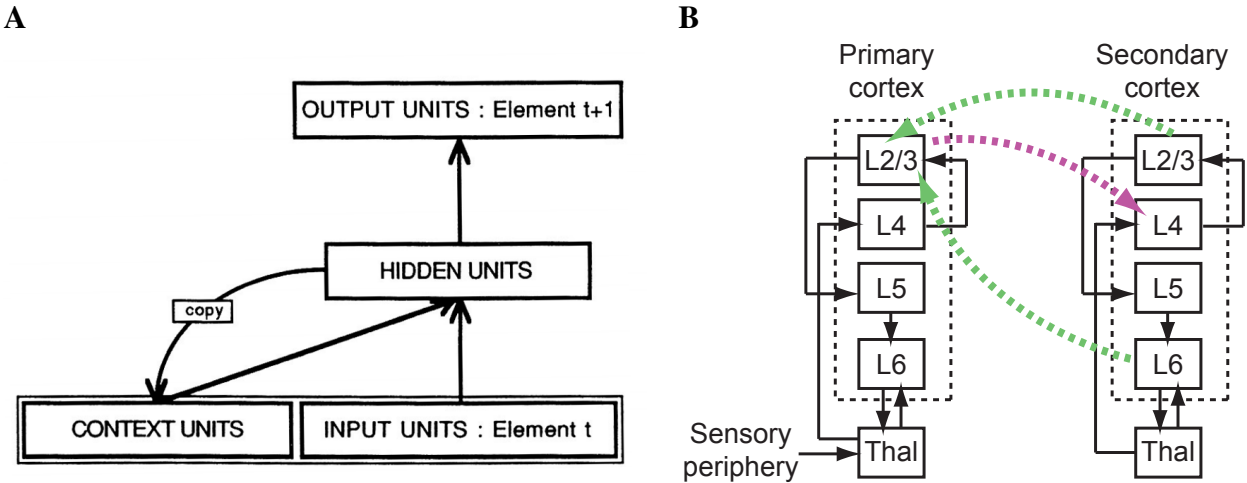 A
OUTPUT UNITS : Element t+1
HIDDEN UNITS
copy
CONTEXT UNITS
INPUT UNITS : Element t
B
Primary
cortex
Secondary
cortex
L2/3
L2/3
L4
L4
L5
L5
L6
L6
Sensory
periphery
Thal
Thal